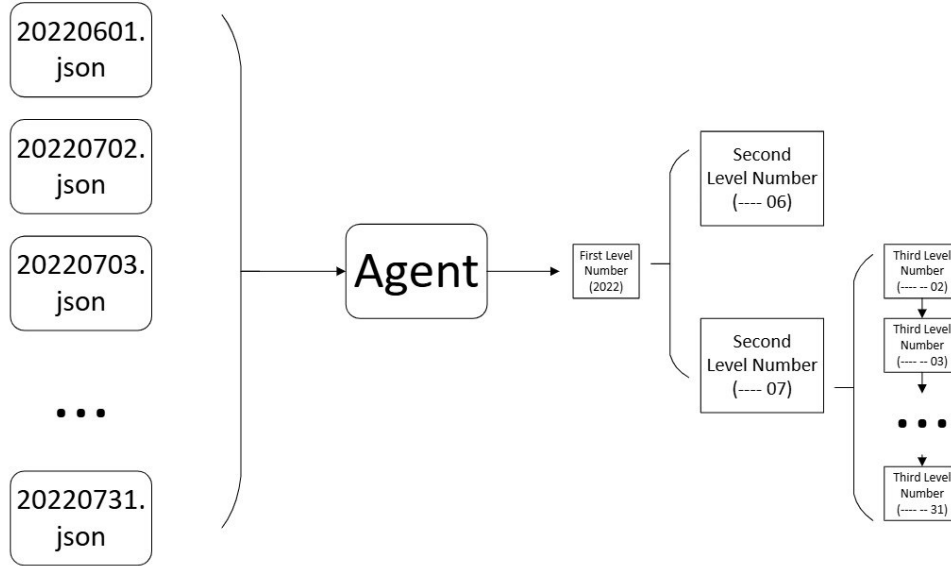 20220601.
json
20220702.
json
20220703.
json
...
20220731.
json
Agent
First Level
Number
(2022)
Second
Level Number
(---- 06)
Second
Level Number
(---- 07)
Third Level
Number
(---- -- 02)
Third Level
Number
(---- -- 03)
...
Third Level
Number
(---- -- 31)